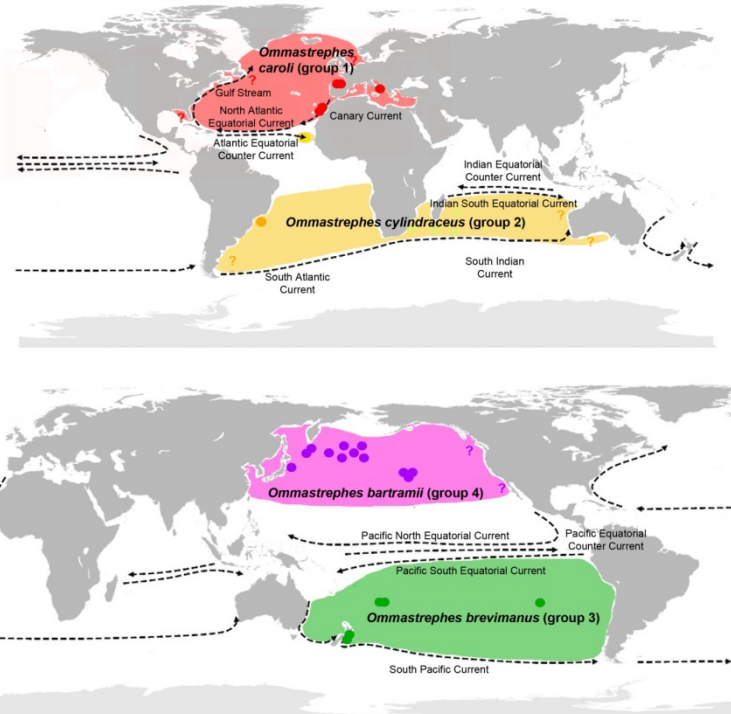 Ommastrephes
caroli (group 1)
?
?
Gulf Stream
?
North Atlantic
Equatorial Current
Canary Current
Atlantic Equatorial
Counter Current
Indian Equatorial
Counter Current
Indian South Equatorial Current
?
Ommastrephes cylindraceus (group 2)
?
?
South Atlantic
Current
South Indian
Current
?
?
Ommastrephes bartramii (group 4)
Pacific North Equatorial Current
Pacific Equatorial
Counter Current
Pacific South Equatorial Current
Ommastrephes brevimanus (group 3)
South Pacific Current